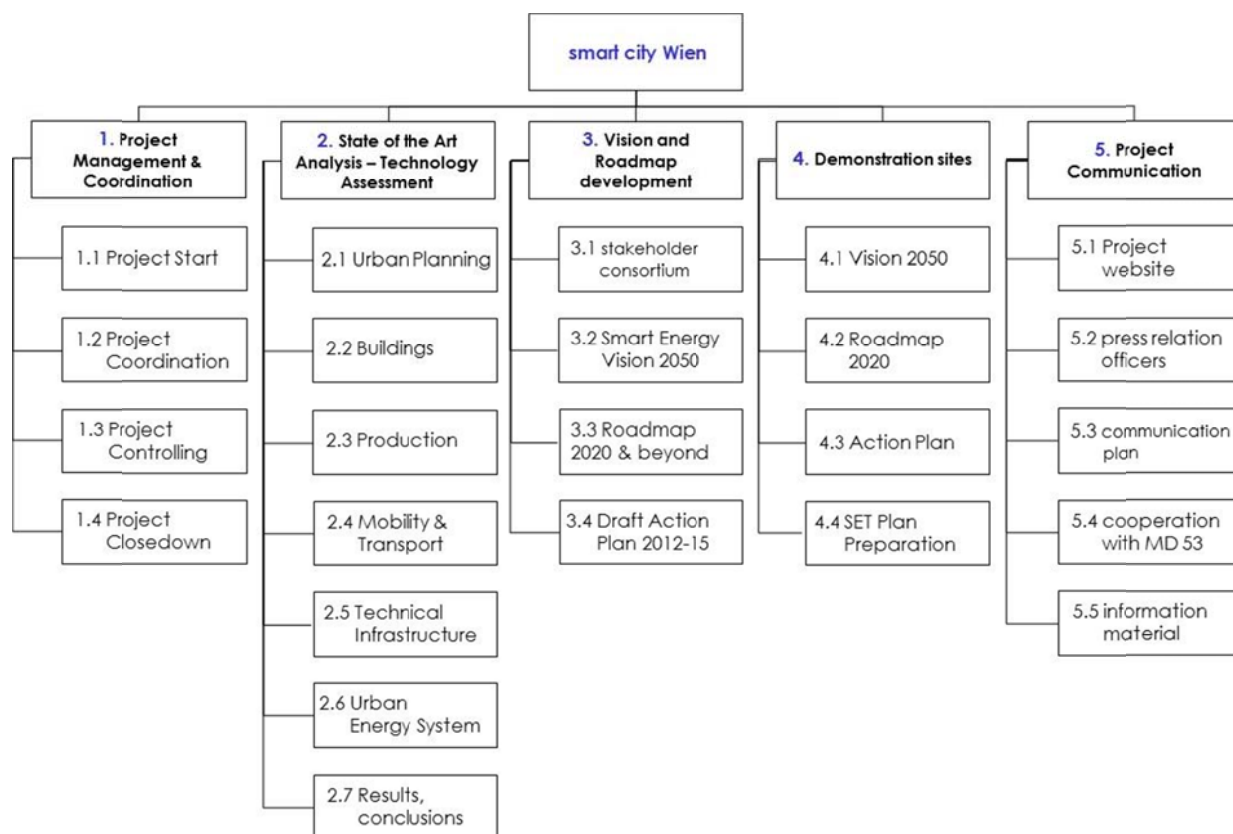 smart city Wien
1. Project
Management &
Coordination
1.1 Project Start
1.2 Project
Coordination
1.3 Project
Controlling
1.4 Project
Closedown
2. State of the Art
Analysis – Technology
Assessment
2.1 Urban Planning
2.2 Buildings
2.3 Production
2.4 Mobility &
Transport
2.5 Technical
Infrastructure
2.6 Urban
Energy System
2.7 Results,
conclusions
3. Vision and
Roadmap
development
3.1 stakeholder
consortium
3.2 Smart Energy
Vision 2050
3.3 Roadmap
2020 & beyond
3.4 Draft Action
Plan 2012-15
4. Demonstration sites
4.1 Vision 2050
4.2 Roadmap
2020
4.3 Action Plan
4.4 SET Plan
Preparation
5. Project
Communication
5.1 Project
website
5.2 press relation
officers
5.3 communication
plan
5.4 cooperation
with MD 53
5.5 information
material